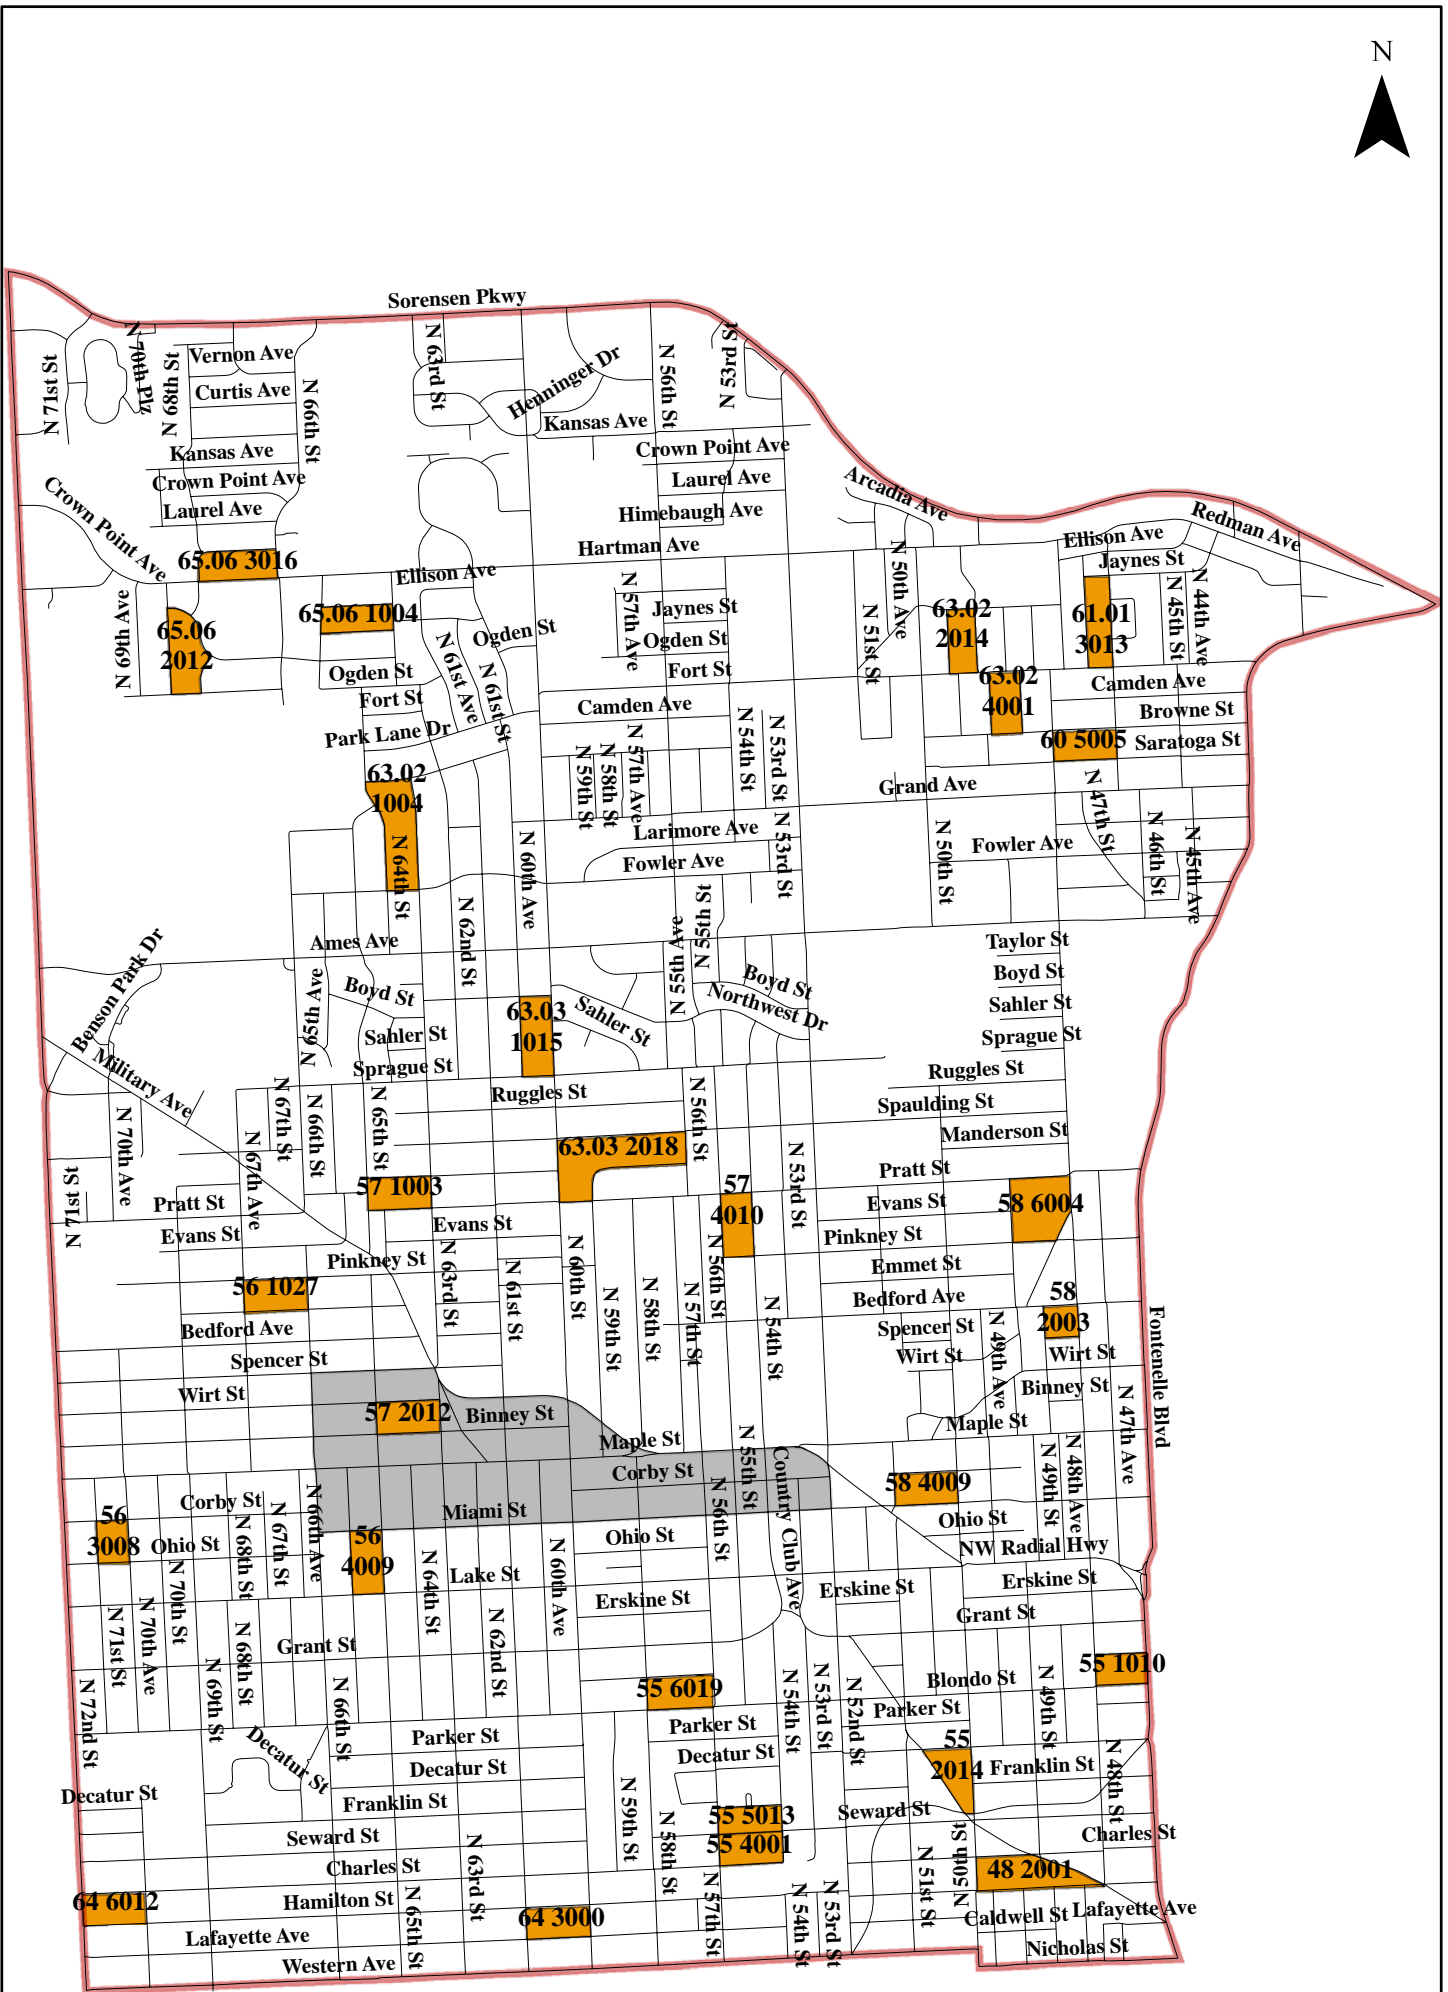 N
Sorensen Pkwy
N 71st St
N 70th Plz
N 68th St
Vernon Ave
Curtis Ave
N 66th St
N 63rd St
Henninger Dr
N 56th St
N 53rd St
Kansas Ave
Kansas Ave
Crown Point Ave
Crown Point Ave
Laurel Ave
Laurel Ave
Crown Point Ave
Himebaugh Ave
Arcadia Ave
Hartman Ave
Redman Ave
Ellison Ave
Jaynes St
65.06 3016
Ellison Ave
N 69th Ave
65.06
2012
65.06 1004
N 57th Ave
Jaynes St
Ogden St
Ogden St
Fort St
N 50th Ave
N 51st St
63.02
2014
61.01
3013
N 45th St
N 44th Ave
Ogden St
Fort St
N 61st Ave
N 61st St
Park Lane Dr
Camden Ave
63.02
4001
Camden Ave
Browne St
60 5005
Saratoga St
N 54th St
N 53rd St
63.02
1004
N 59th St
N 58th St
N 57th Ave
Grand Ave
N 47th St
Larimore Ave
Fowler Ave
N 53rd St
N 50th St
Fowler Ave
N 46th St
N 45th Ave
N 64th St
N 60th Ave
N 62nd St
Ames Ave
N 55th Ave
N 55th St
Taylor St
Boyd St
Sahler St
Sprague St
Ruggles St
Benson Park Dr
Military Ave
N 65th Ave
Boyd St
Sahler St
Sprague St
63.03
1015
Sahler St
Boyd St
Northwest Dr
Ruggles St
Spaulding St
Manderson St
N 70th Ave
N 67th Ave
N 67th St
N 66th St
N 65th St
63.03 2018
N 56th St
N 53rd St
Pratt St
N 71st St
Pratt St
Evans St
57 1003
Evans St
57
4010
Evans St
Pinkney St
58 6004
Pinkney St
N 63rd St
N 61st St
N 60th St
N 59th St
N 58th St
N 57th St
N 56th St
N 54th St
Emmet St
Bedford Ave
56 1027
Bedford Ave
Spencer St
Wirt St
58
2003
Spencer St
Wirt St
N 49th Ave
Wirt St
Binney St
Maple St
Fontenelle Blvd
N 47th Ave
57 2012
Binney St
Maple St
Corby St
Miami St
N 55th St
Country Club Ave
58 4009
N 49th St
N 48th Ave
56
3008
Corby St
Ohio St
N 68th St
N 67th St
N 66th Ave
56
4009
N 64th St
Lake St
N 60th Ave
Ohio St
N 56th St
Ohio St
NW Radial Hwy
Erskine St
Erskine St
Erskine St
Grant St
N 71st St
N 70th Ave
N 70th St
N 69th St
N 68th St
Grant St
N 62nd St
N 72nd St
N 66th St
55 6019
N 54th St
N 53rd St
N 52nd St
Blondo St
N 49th St
55 1010
Parker St
Parker St
Parker St
Decatur St
Decatur St
Decatur St
Decatur St
55
2014
Franklin St
N 48th St
Franklin St
Seward St
Charles St
Hamilton St
Lafayette Ave
Western Ave
N 59th St
N 58th St
55 5013
55 4001
Seward St
Charles St
N 51st St
N 50th St
48 2001
64 6012
N 65th St
N 63rd St
64 3000
N 57th St
N 54th St
N 53rd St
Caldwell St
Lafayette Ave
Nicholas St